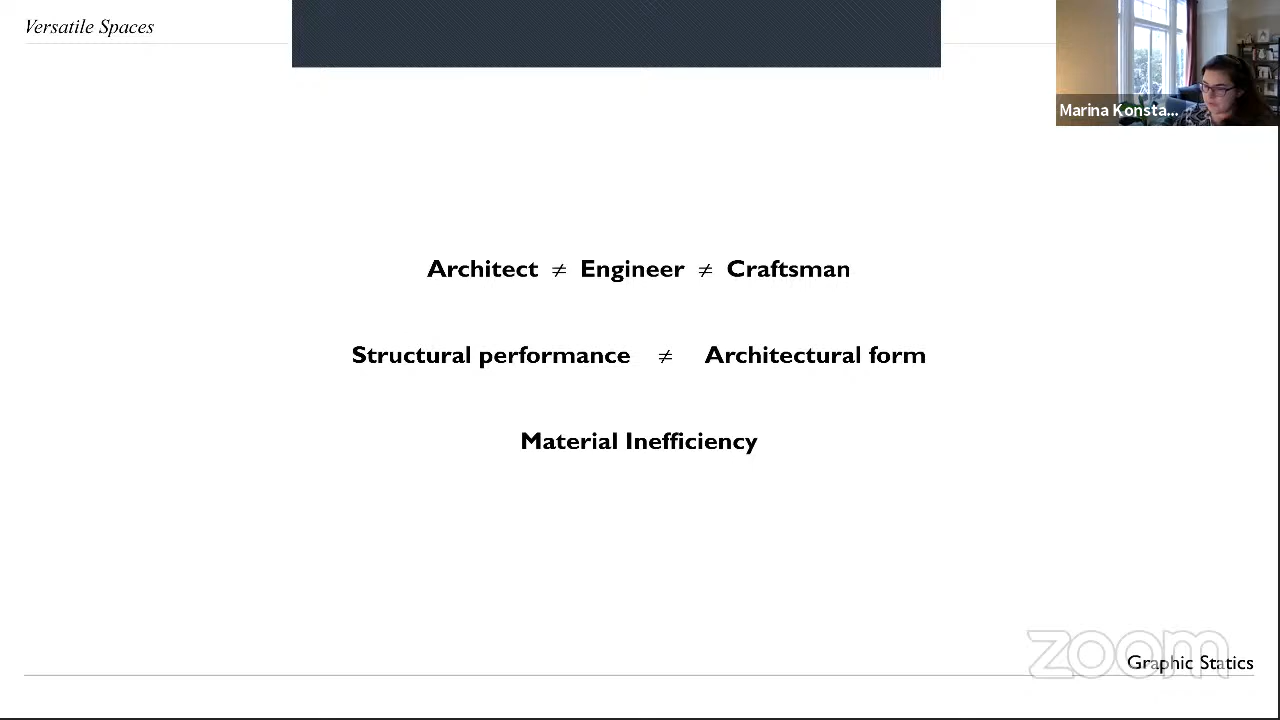 Versatile Spaces
Marina Konsta...
Architect ≠ Engineer ≠ Craftsman
Structural performance ≠ Architectural form
Material Inefficiency
zoom
Graphic Statics